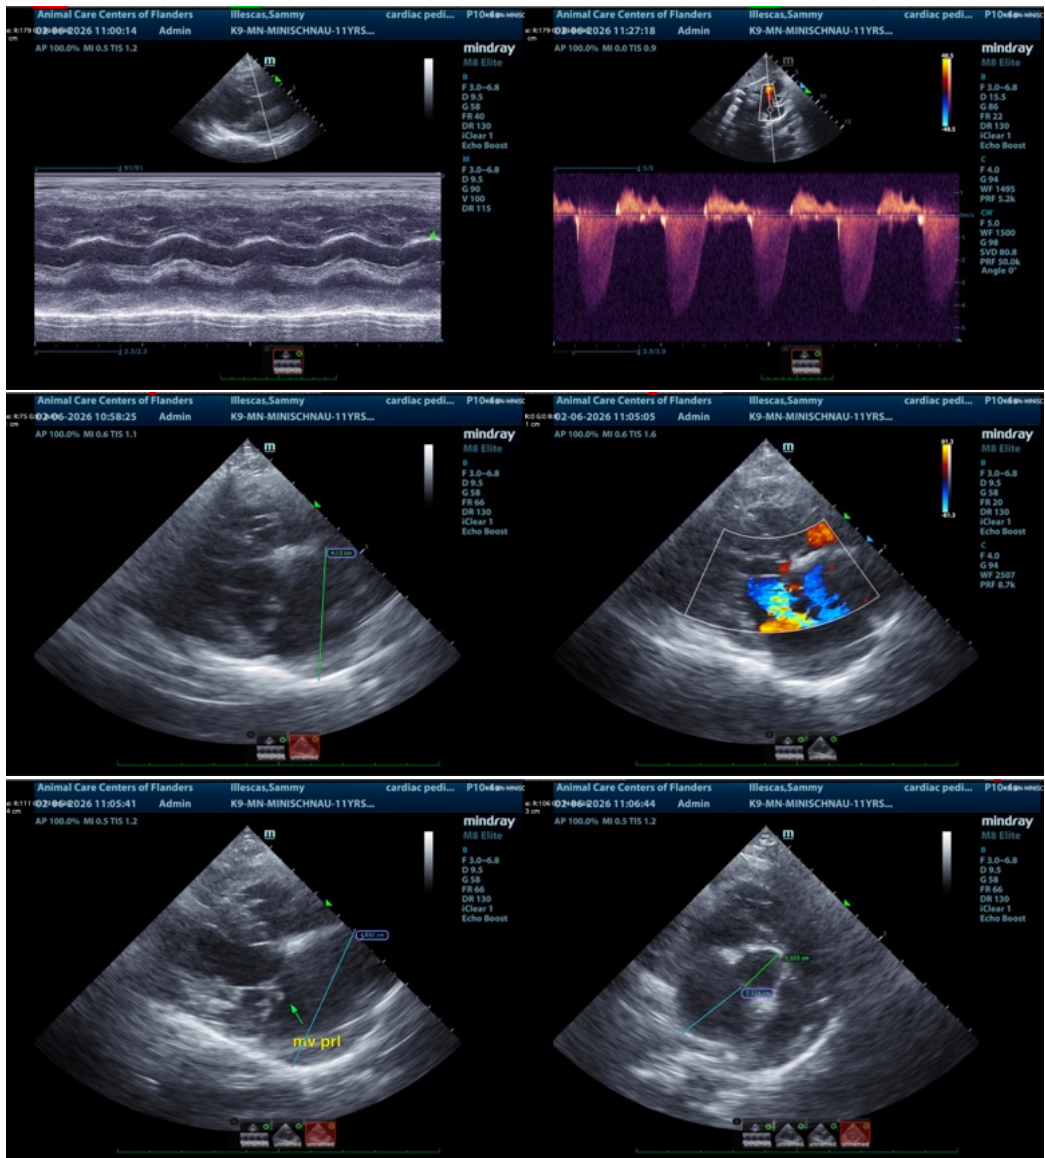 Animal Care Centers of Flanders Illescas,Sammy cardiac pedi...
02-06-2026 11:00:14 Admin K9-MN-MINISCHNAU-11YRS...
AP 100.0% MI 0.5 TIS 1.2
mindray
M8 Elite
B
F 3.0~6.8
D 9.5
G 58
FR 40
DR 130
iClear 1
Echo Boost
M
F 3.0~6.8
D 9.5
G 90
V 100
DR 115
Animal Care Centers of Flanders Illescas,Sammy cardiac pedi...
11:27:18 Admin K9-MN-MINISCHNAU-11YRS...
AP 100.0% MI 0.0 TIS 0.9
mindray
M8 Elite
48.5
-48.5
B
F 3.0~6.8
D 15.5
G 86
FR 22
DR 130
iClear 1
Echo Boost
C
F 4.0
G 94
WF 1495
PRF 5.2k
CW
F 5.0
WF 1500
G 98
SVD 80.8
PRF 50.0k
Angle 0°
Animal Care Centers of Flanders Illescas,Sammy cardiac pedi...
02-06-2026 10:58:25 Admin K9-MN-MINISCHNAU-11YRS...
AP 100.0% MI 0.6 TIS 1.1
mindray
M8 Elite
B
F 3.0~6.8
D 9.5
G 58
FR 66
DR 130
iClear 1
Echo Boost
Animal Care Centers of Flanders Illescas,Sammy cardiac pedi...
02-06-2026 11:05:05 Admin K9-MN-MINISCHNAU-11YRS...
AP 100.0% MI 0.6 TIS 1.6
mindray
M8 Elite
61.3
-61.3
B
F 3.0~6.8
D 9.5
G 58
FR 20
DR 130
iClear 1
Echo Boost
C
F 4.0
G 94
WF 2507
PRF 8.7k
Animal Care Centers of Flanders Illescas,Sammy cardiac pedi...
02-06-2026 11:05:41 Admin K9-MN-MINISCHNAU-11YRS...
AP 100.0% MI 0.5 TIS 1.2
mindray
M8 Elite
B
F 3.0~6.8
D 9.5
G 58
FR 66
DR 130
iClear 1
Echo Boost
mv prl
Animal Care Centers of Flanders Illescas,Sammy cardiac pedi...
11:06:44 Admin K9-MN-MINISCHNAU-11YRS...
AP 100.0% MI 0.5 TIS 1.2
mindray
M8 Elite
B
F 3.0~6.8
D 9.5
G 58
FR 66
DR 130
iClear 1
Echo Boost